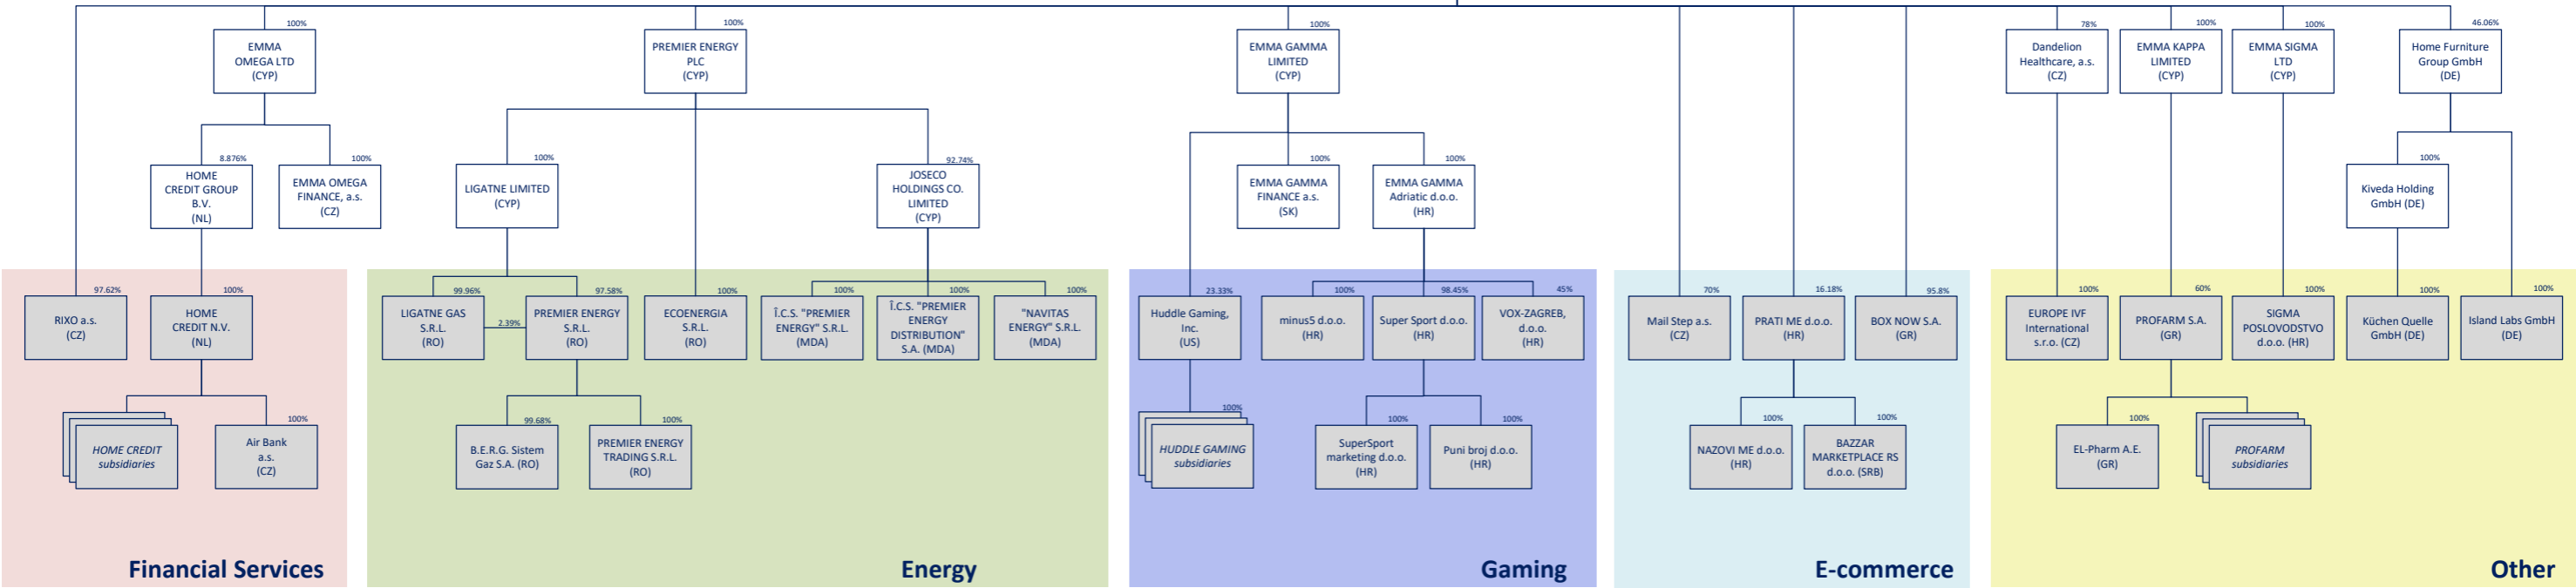 100%
EMMA
OMEGA LTD
(CYP)
100%
PREMIER ENERGY
PLC
(CYP)
100%
EMMA GAMMA
LIMITED
(CYP)
78%
Dandelion
Healthcare, a.s.
(CZ)
100%
EMMA KAPPA
LIMITED
(CYP)
100%
EMMA SIGMA
LTD
(CYP)
46.06%
Home Furniture
Group GmbH
(DE)
8.876%
HOME
CREDIT GROUP
B.V.
(NL)
100%
EMMA OMEGA
FINANCE, a.s.
(CZ)
100%
LIGATNE LIMITED
(CYP)
92.74%
JOSECO
HOLDINGS CO.
LIMITED
(CYP)
100%
EMMA GAMMA
FINANCE a.s.
(SK)
100%
EMMA GAMMA
Adriatic d.o.o.
(HR)
100%
Kiveda Holding
GmbH (DE)
97.62%
RIXO a.s.
(CZ)
100%
HOME
CREDIT N.V.
(NL)
99.96%
LIGATNE GAS
S.R.L.
(RO)
2.39%
97.58%
PREMIER ENERGY
S.R.L.
(RO)
100%
ECOENERGIA
S.R.L.
(RO)
100%
Î.C.S. "PREMIER
ENERGY" S.R.L.
(MDA)
100%
Î.C.S. "PREMIER
ENERGY
DISTRIBUTION"
S.A. (MDA)
100%
"NAVITAS
ENERGY" S.R.L.
(MDA)
23.33%
Huddle Gaming,
Inc.
(US)
100%
minus5 d.o.o.
(HR)
98.45%
Super Sport d.o.o.
(HR)
45%
VOX-ZAGREB,
d.o.o.
(HR)
70%
Mail Step a.s.
(CZ)
16.18%
PRATI ME d.o.o.
(HR)
95.8%
BOX NOW S.A.
(GR)
100%
EUROPE IVF
International
s.r.o. (CZ)
60%
PROFARM S.A.
(GR)
100%
SIGMA
POSLOVODSTVO
d.o.o. (HR)
100%
Küchen Quelle
GmbH (DE)
100%
Island Labs GmbH
(DE)
HOME CREDIT
subsidiaries
100%
Air Bank
a.s.
(CZ)
99.68%
B.E.R.G. Sistem
Gaz S.A. (RO)
100%
PREMIER ENERGY
TRADING S.R.L.
(RO)
100%
HUDDLE GAMING
subsidiaries
100%
SuperSport
marketing d.o.o.
(HR)
100%
Puni broj d.o.o.
(HR)
100%
NAZOVI ME d.o.o.
(HR)
100%
BAZZAR
MARKETPLACE RS
d.o.o. (SRB)
100%
EL-Pharm A.E.
(GR)
PROFARM
subsidiaries
Financial Services
Energy
Gaming
E-commerce
Other